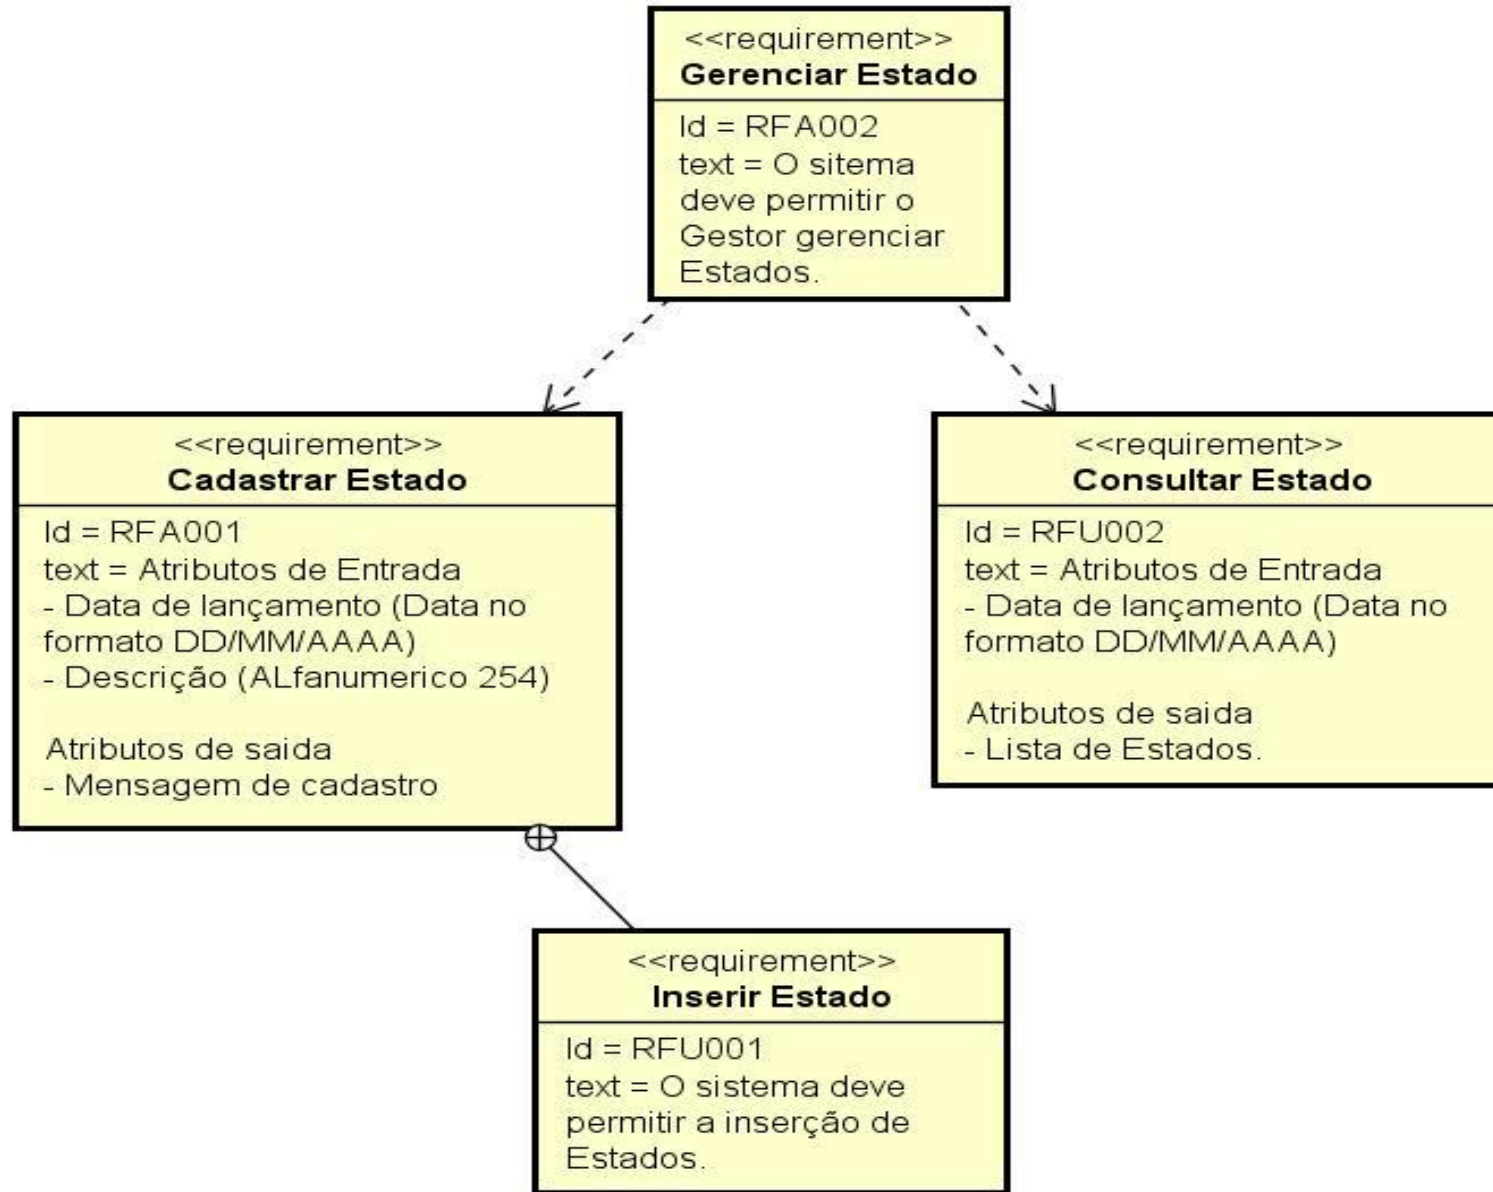 <<requirement>>
Gerenciar Estado
Id = RFA002
text = O sitema
deve permitir o
Gestor gerenciar
Estados.
<<requirement>>
Cadastrar Estado
Id = RFA001
text = Atributos de Entrada
- Data de lançamento (Data no
formato DD/MM/AAAA)
- Descrição (ALfanumerico 254)
Atributos de saida
- Mensagem de cadastro
<<requirement>>
Consultar Estado
Id = RFU002
text = Atributos de Entrada
- Data de lançamento (Data no
formato DD/MM/AAAA)
Atributos de saida
- Lista de Estados.
<<requirement>>
Inserir Estado
Id = RFU001
text = O sistema deve
permitir a inserção de
Estados.